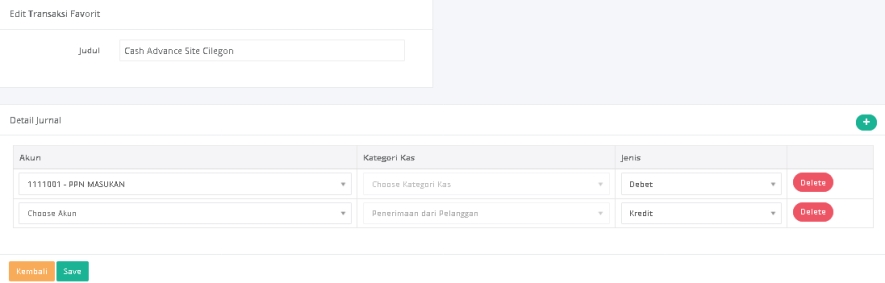 Edit Transaksi Favorit
Judul Cash Advance Site Cilegon
Detail Jurnal +
Akun Kategori Kas Jenis
1111001 - PPN MASUKAN Choose Kategori Kas Debet Delete
Choose Akun Penerimaan dari Pelanggan Kredit Delete
Kembali Save